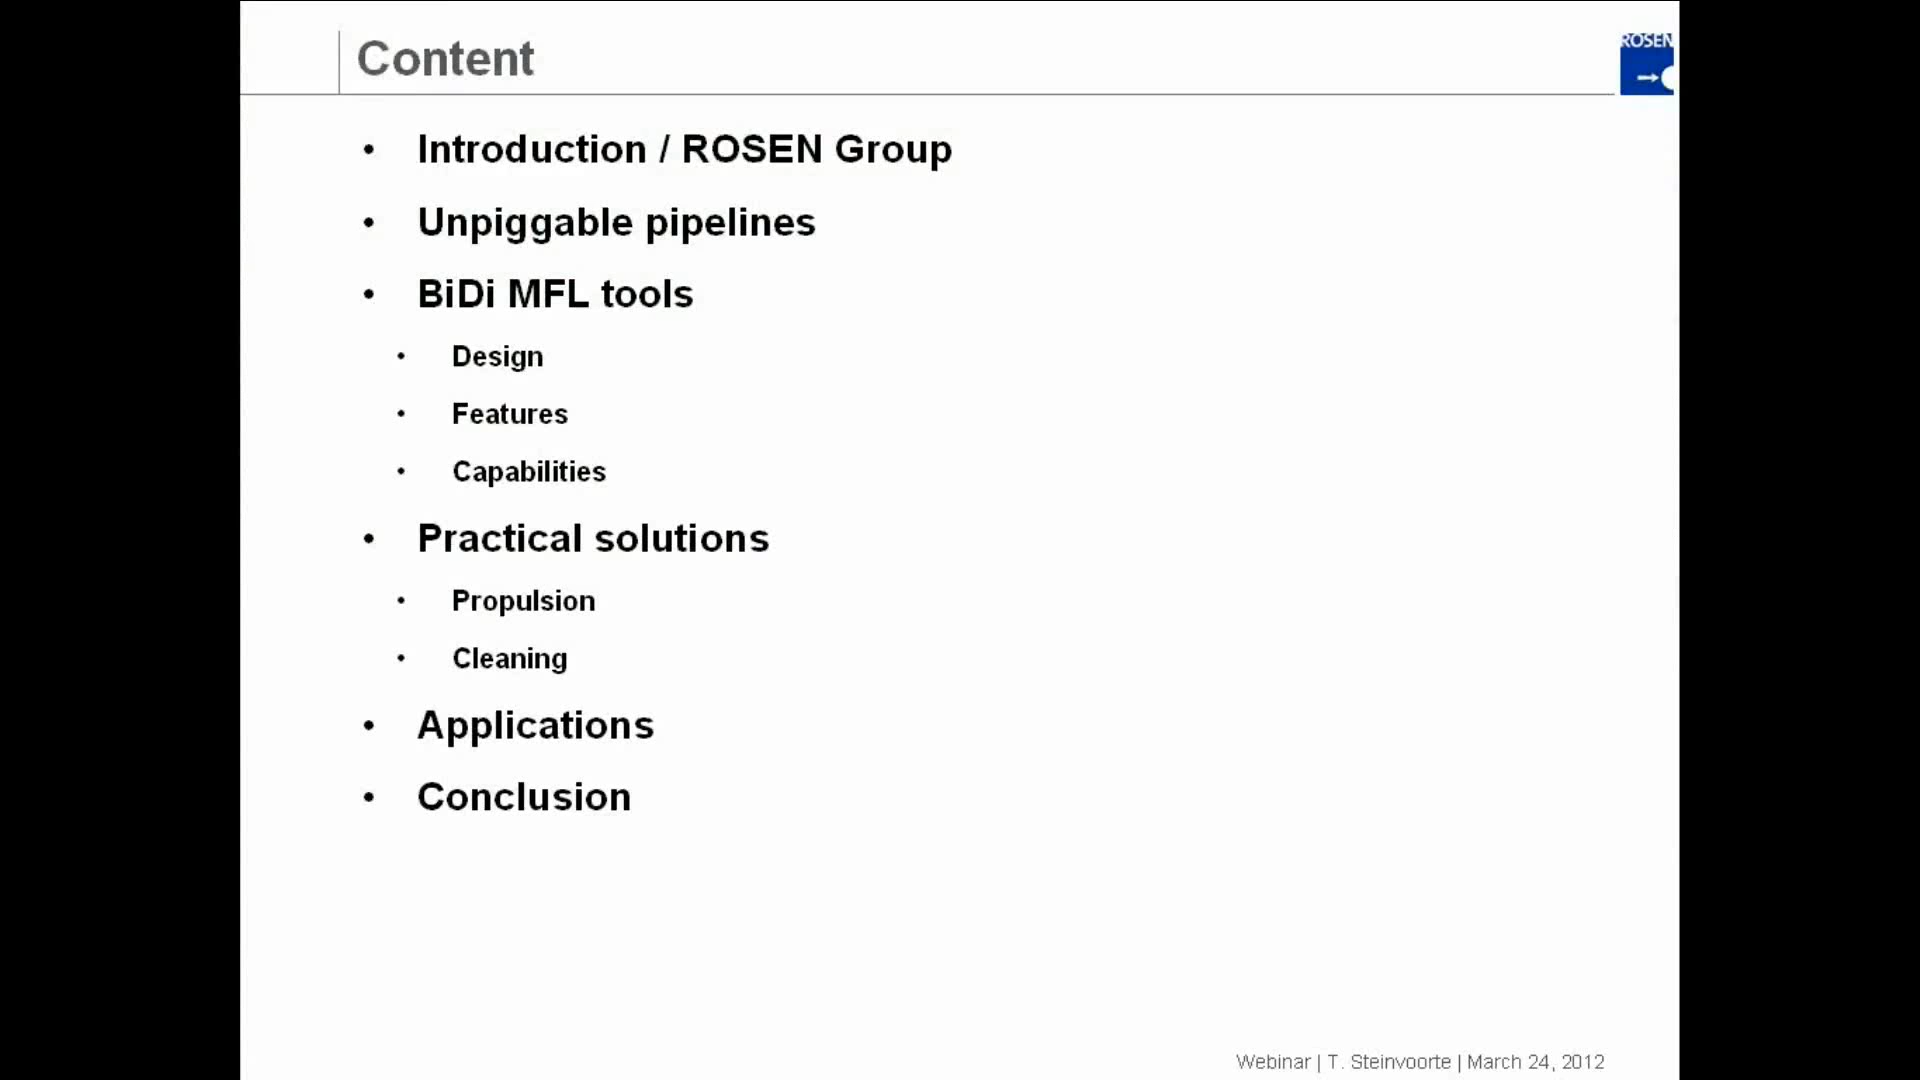 Content
ROSEN
• Introduction / ROSEN Group
• Unpiggable pipelines
• BiDi MFL tools
• Design
• Features
• Capabilities
• Practical solutions
• Propulsion
• Cleaning
• Applications
• Conclusion
Webinar | T. Steinvoorte | March 24, 2012